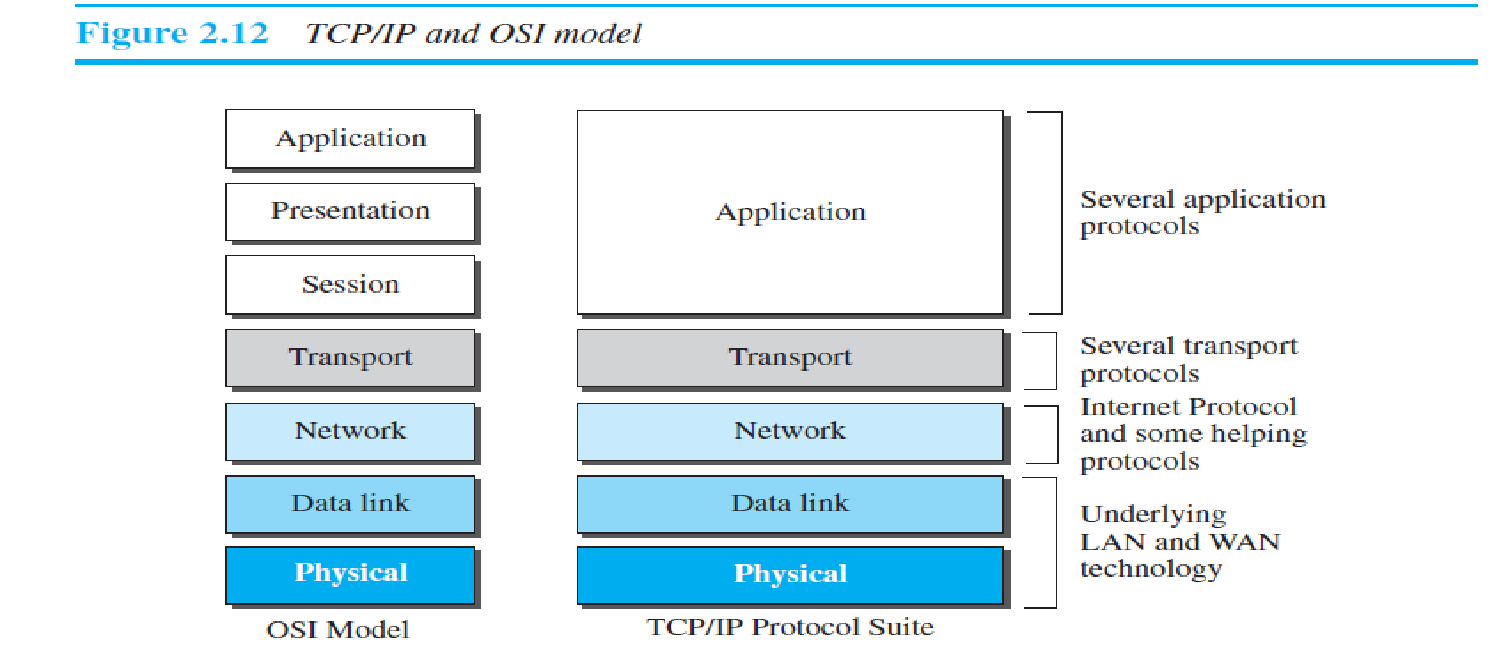 Figure 2.12 TCP/IP and OSI model
Application
Presentation
Session
Transport
Network
Data link
Physical
OSI Model
Application
Transport
Network
Data link
Physical
TCP/IP Protocol Suite
Several application
protocols
Several transport
protocols
Internet Protocol
and some helping
protocols
Underlying
LAN and WAN
technology